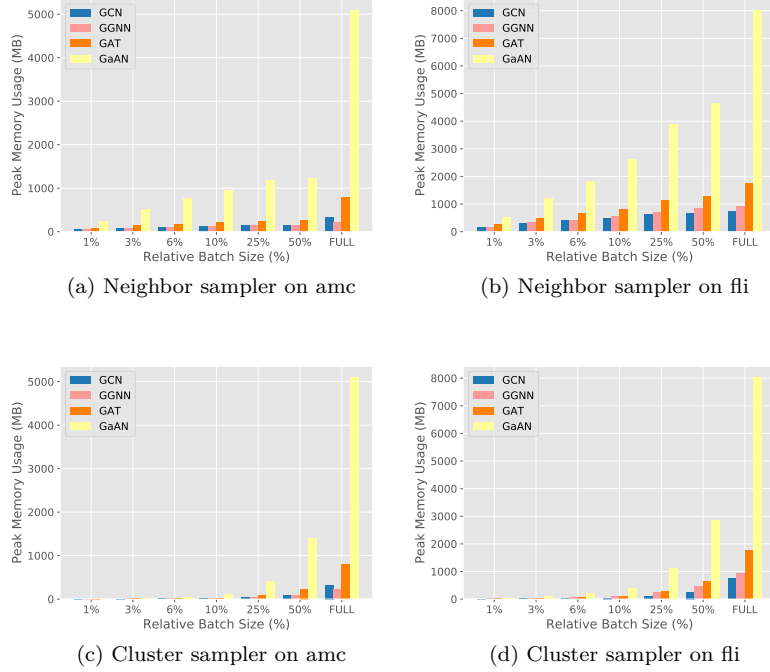 GCN
GGNN
GAT
GaAN
Peak Memory Usage (MB)
5000
4000
3000
2000
1000
0
1% 3% 6% 10% 25% 50% FULL
Relative Batch Size (%)
(a) Neighbor sampler on amc
GCN
GGNN
GAT
GaAN
Peak Memory Usage (MB)
8000
7000
6000
5000
4000
3000
2000
1000
0
1% 3% 6% 10% 25% 50% FULL
Relative Batch Size (%)
(b) Neighbor sampler on fli
GCN
GGNN
GAT
GaAN
Peak Memory Usage (MB)
5000
4000
3000
2000
1000
0
1% 3% 6% 10% 25% 50% FULL
Relative Batch Size (%)
(c) Cluster sampler on amc
GCN
GGNN
GAT
GaAN
Peak Memory Usage (MB)
8000
7000
6000
5000
4000
3000
2000
1000
0
1% 3% 6% 10% 25% 50% FULL
Relative Batch Size (%)
(d) Cluster sampler on fli